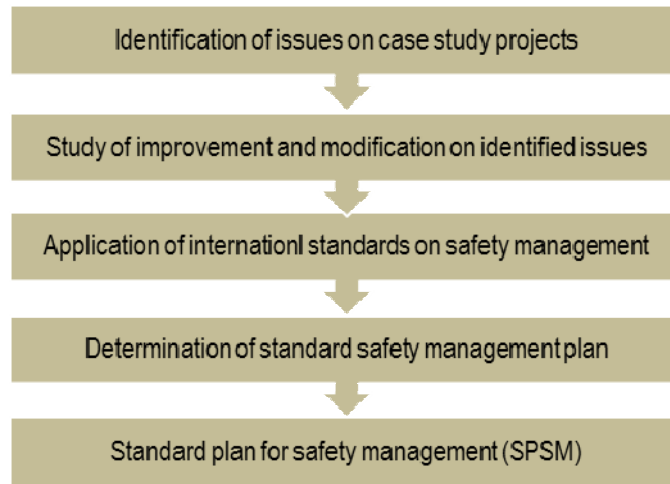 Identification of issues on case study projects
Study of improvement and modification on identified issues
Application of internationl standards on safety management
Determination of standard safety management plan
Standard plan for safety management (SPSM)